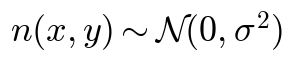 n(x, y) ∼ 𝒩(0, σ²)